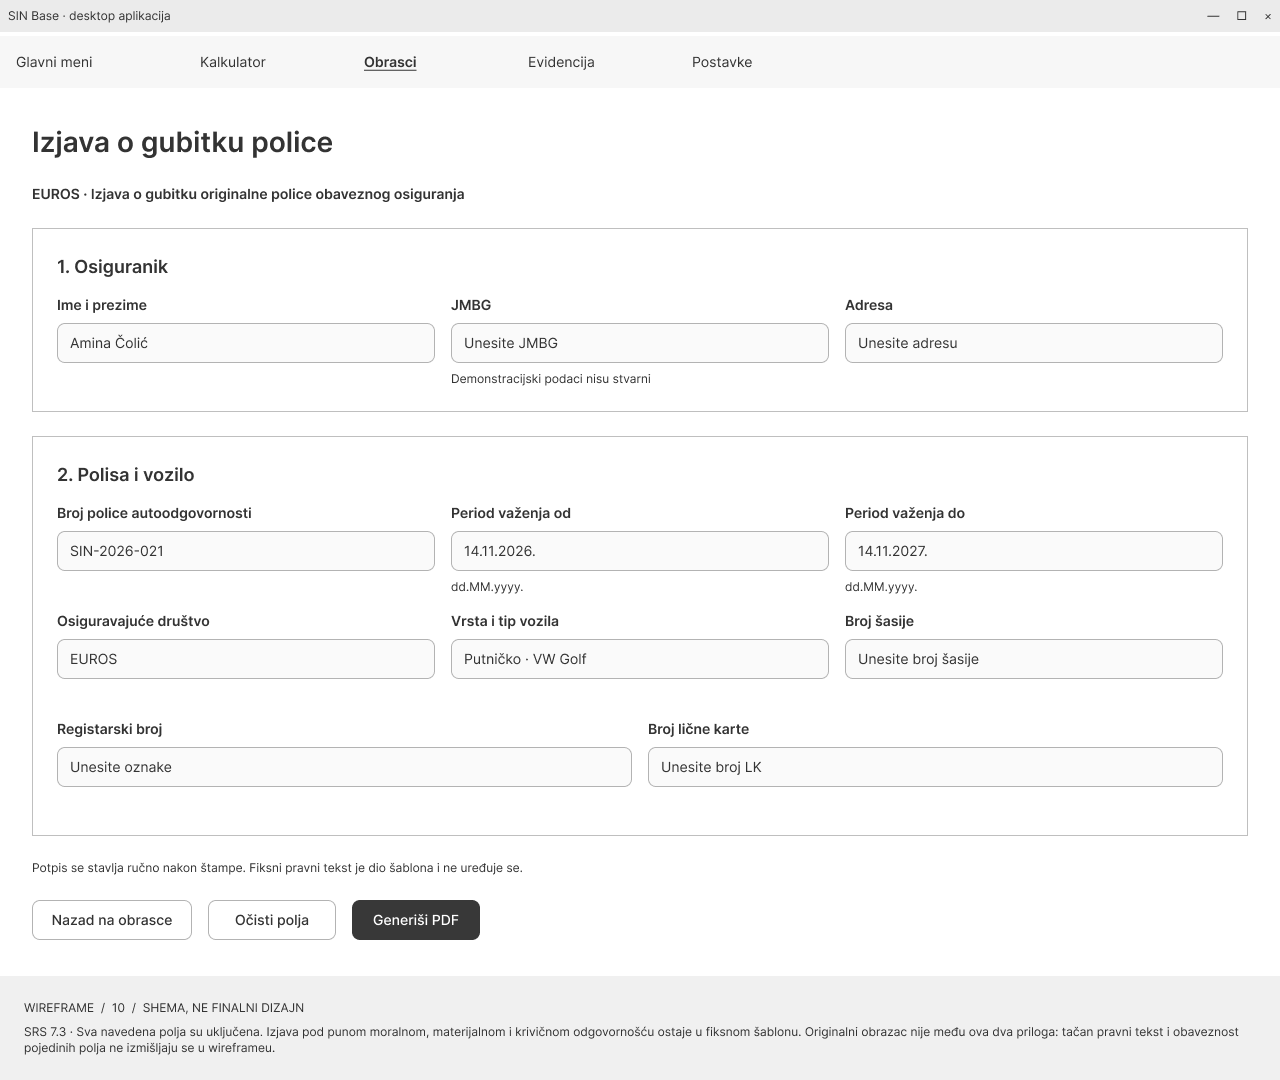 SIN Base · desktop aplikacija
Glavni meni Kalkulator Obrasci Evidencija Postavke
Izjava o gubitku police
EUROS · Izjava o gubitku originalne police obaveznog osiguranja
1. Osiguranik
Ime i prezime JMBG Adresa
Amina Čolić Unesite JMBG Unesite adresu
Demonstracijski podaci nisu stvarni
2. Polisa i vozilo
Broj police autoodgovornosti Period važenja od Period važenja do
SIN-2026-021 14.11.2026. 14.11.2027.
dd.MM.yyyy. dd.MM.yyyy.
Osiguravajuće društvo Vrsta i tip vozila Broj šasije
EUROS Putničko · VW Golf Unesite broj šasije
Registarski broj Broj lične karte
Unesite oznake Unesite broj LK
Potpis se stavlja ručno nakon štampe. Fiksni pravni tekst je dio šablona i ne uređuje se.
Nazad na obrasce Očisti polja Generiši PDF
WIREFRAME / 10 / SHEMA, NE FINALNI DIZAJN
SRS 7.3 · Sva navedena polja su uključena. Izjava pod punom moralnom, materijalnom i krivičnom odgovornošću ostaje u fiksnom šablonu. Originalni obrazac nije među ova dva priloga: tačan pravni tekst i obaveznost
pojedinih polja ne izmišljaju se u wireframeu.